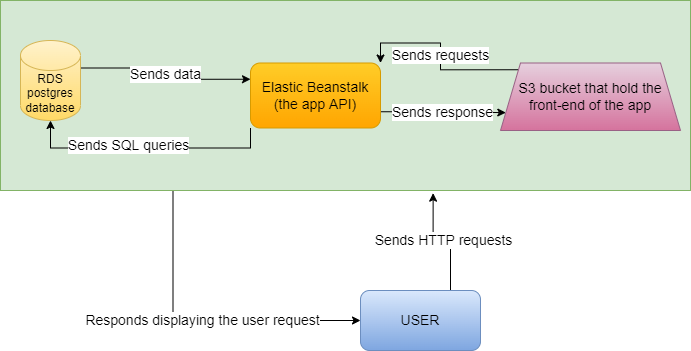 Sends requests
RDS
postgres
database
Sends data
Elastic Beanstalk
(the app API)
S3 bucket that hold the
front-end of the app
Sends response
Sends SQL queries
Sends HTTP requests
Responds displaying the user request
USER